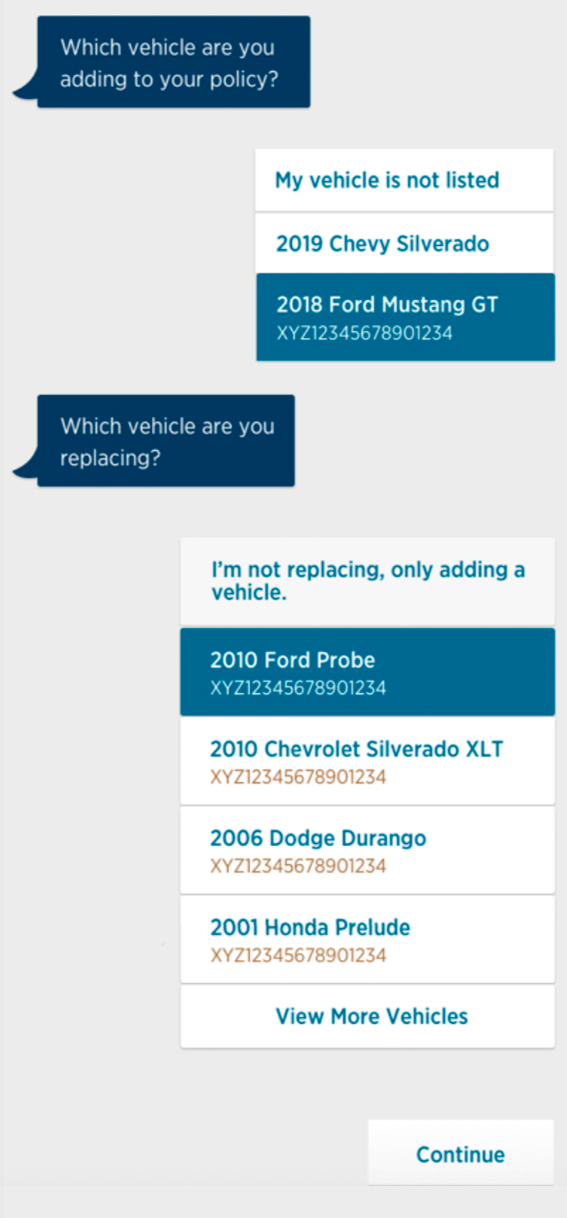 Which vehicle are you
adding to your policy?
My vehicle is not listed
2019 Chevy Silverado
2018 Ford Mustang GT
XYZ12345678901234
Which vehicle are you
replacing?
I’m not replacing, only adding a
vehicle.
2010 Ford Probe
XYZ12345678901234
2010 Chevrolet Silverado XLT
XYZ12345678901234
2006 Dodge Durango
XYZ12345678901234
2001 Honda Prelude
XYZ12345678901234
View More Vehicles
Continue